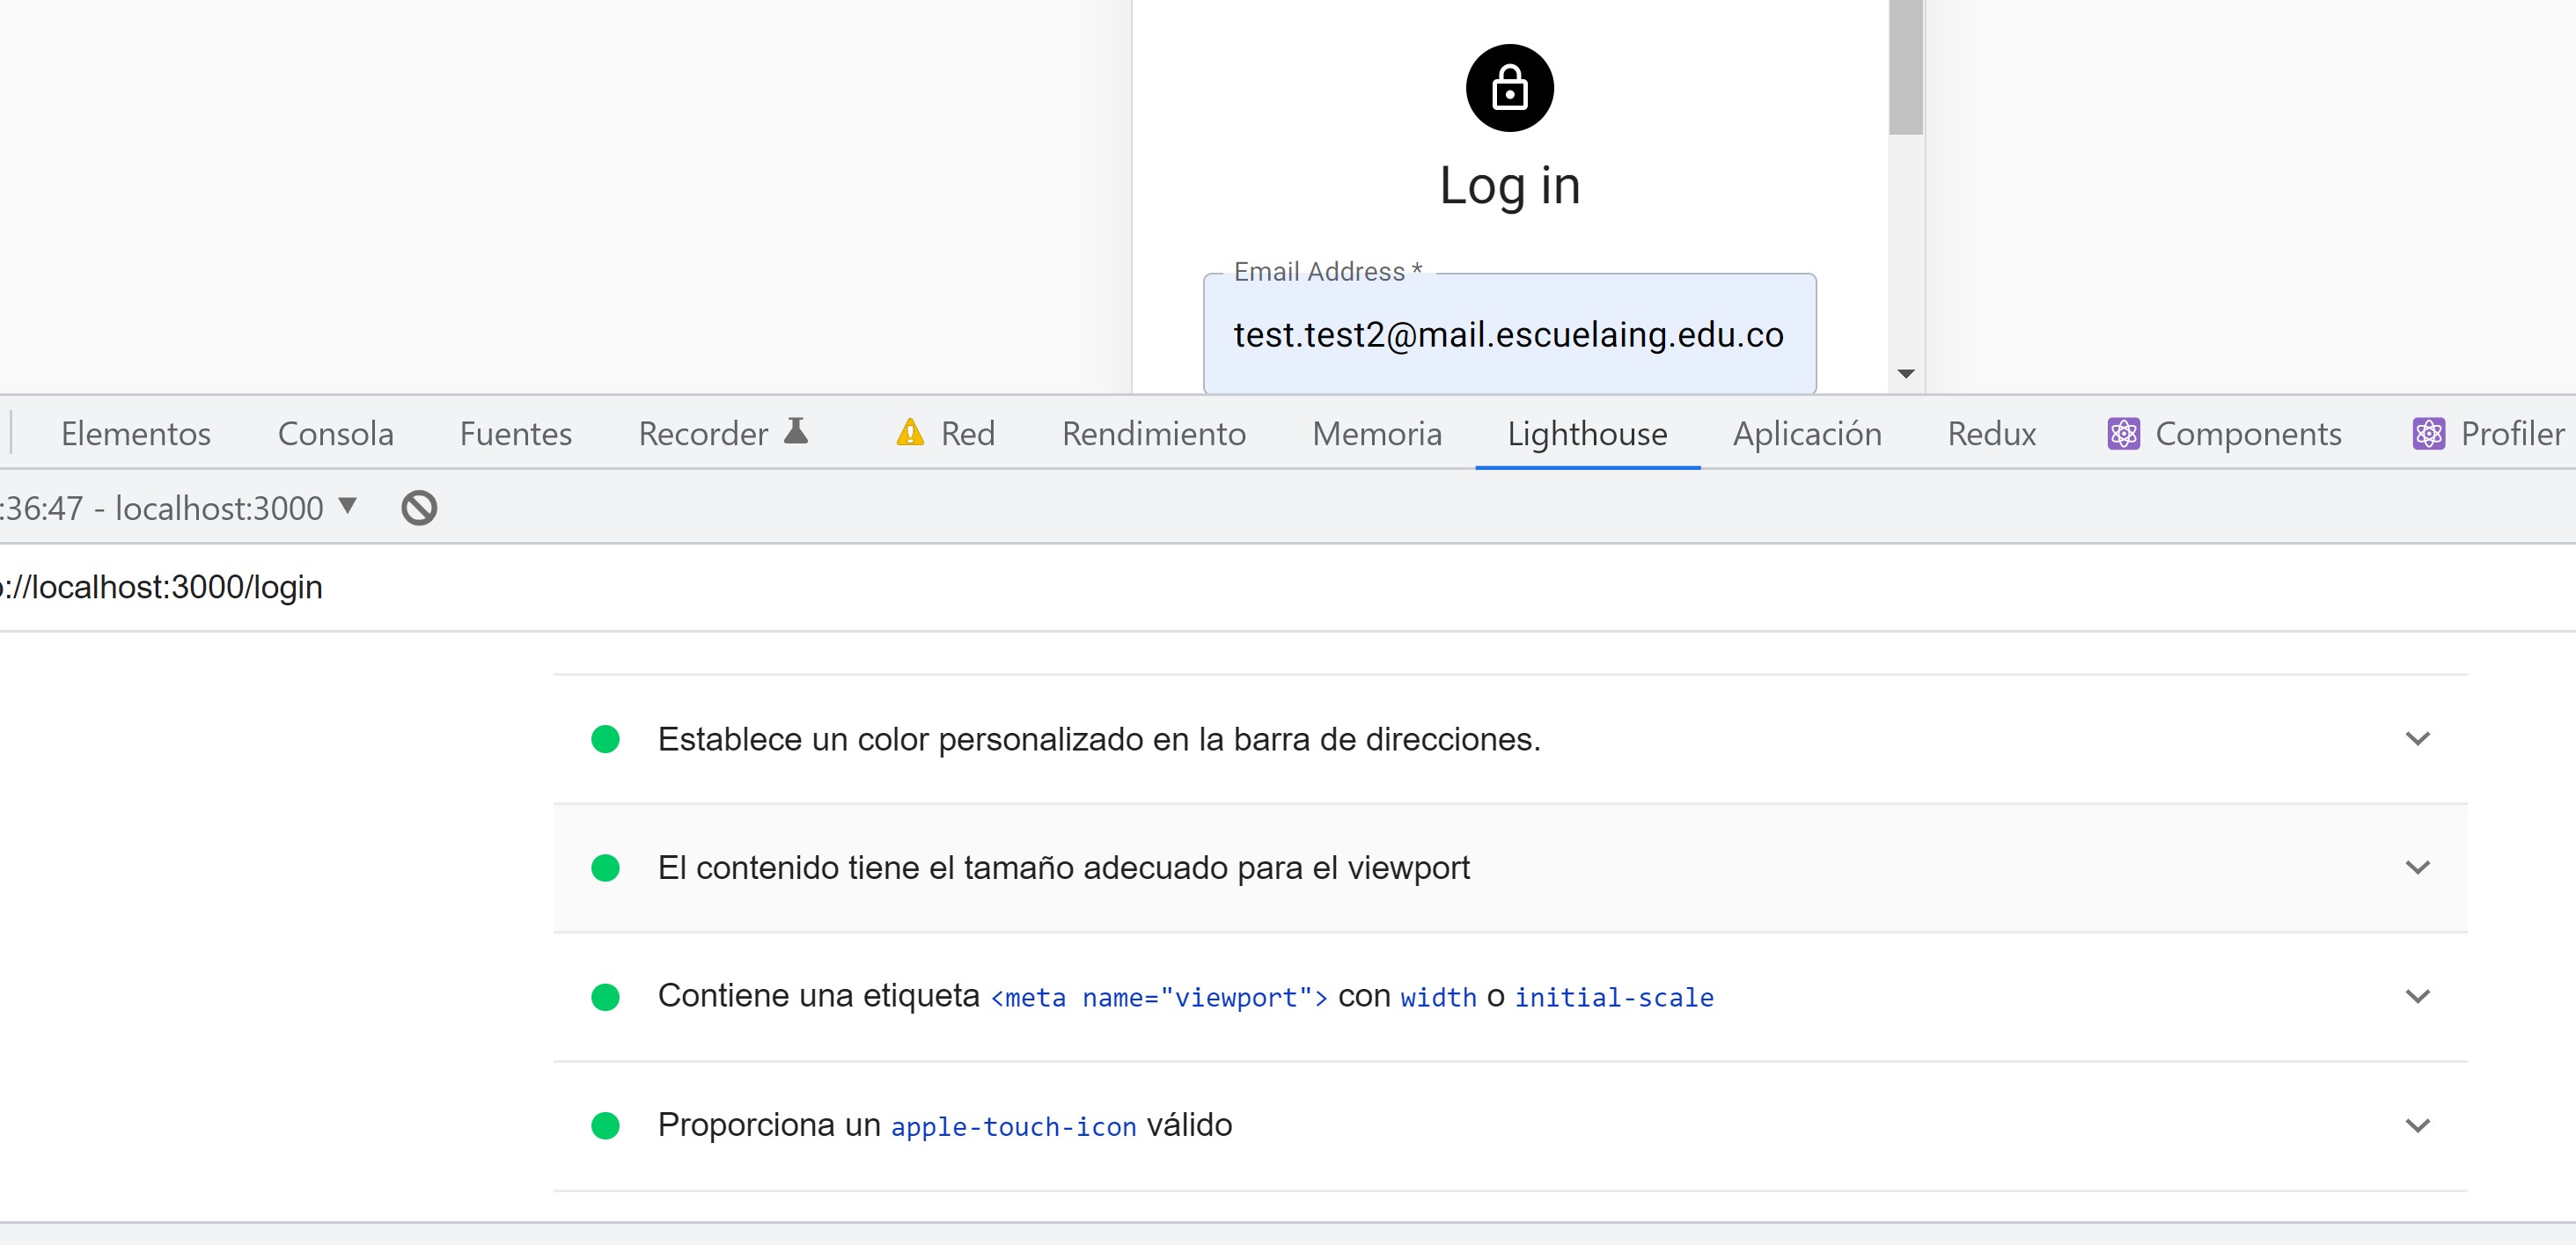 Log in
Email Address *
test.test2@mail.escuelaing.edu.co
Elementos Consola Fuentes Recorder Red Rendimiento Memoria Lighthouse Aplicación Redux Components Profiler
:36:47 - localhost:3000
://localhost:3000/login
Establece un color personalizado en la barra de direcciones.
El contenido tiene el tamaño adecuado para el viewport
Contiene una etiqueta <meta name="viewport"> con width o initial-scale
Proporciona un apple-touch-icon válido